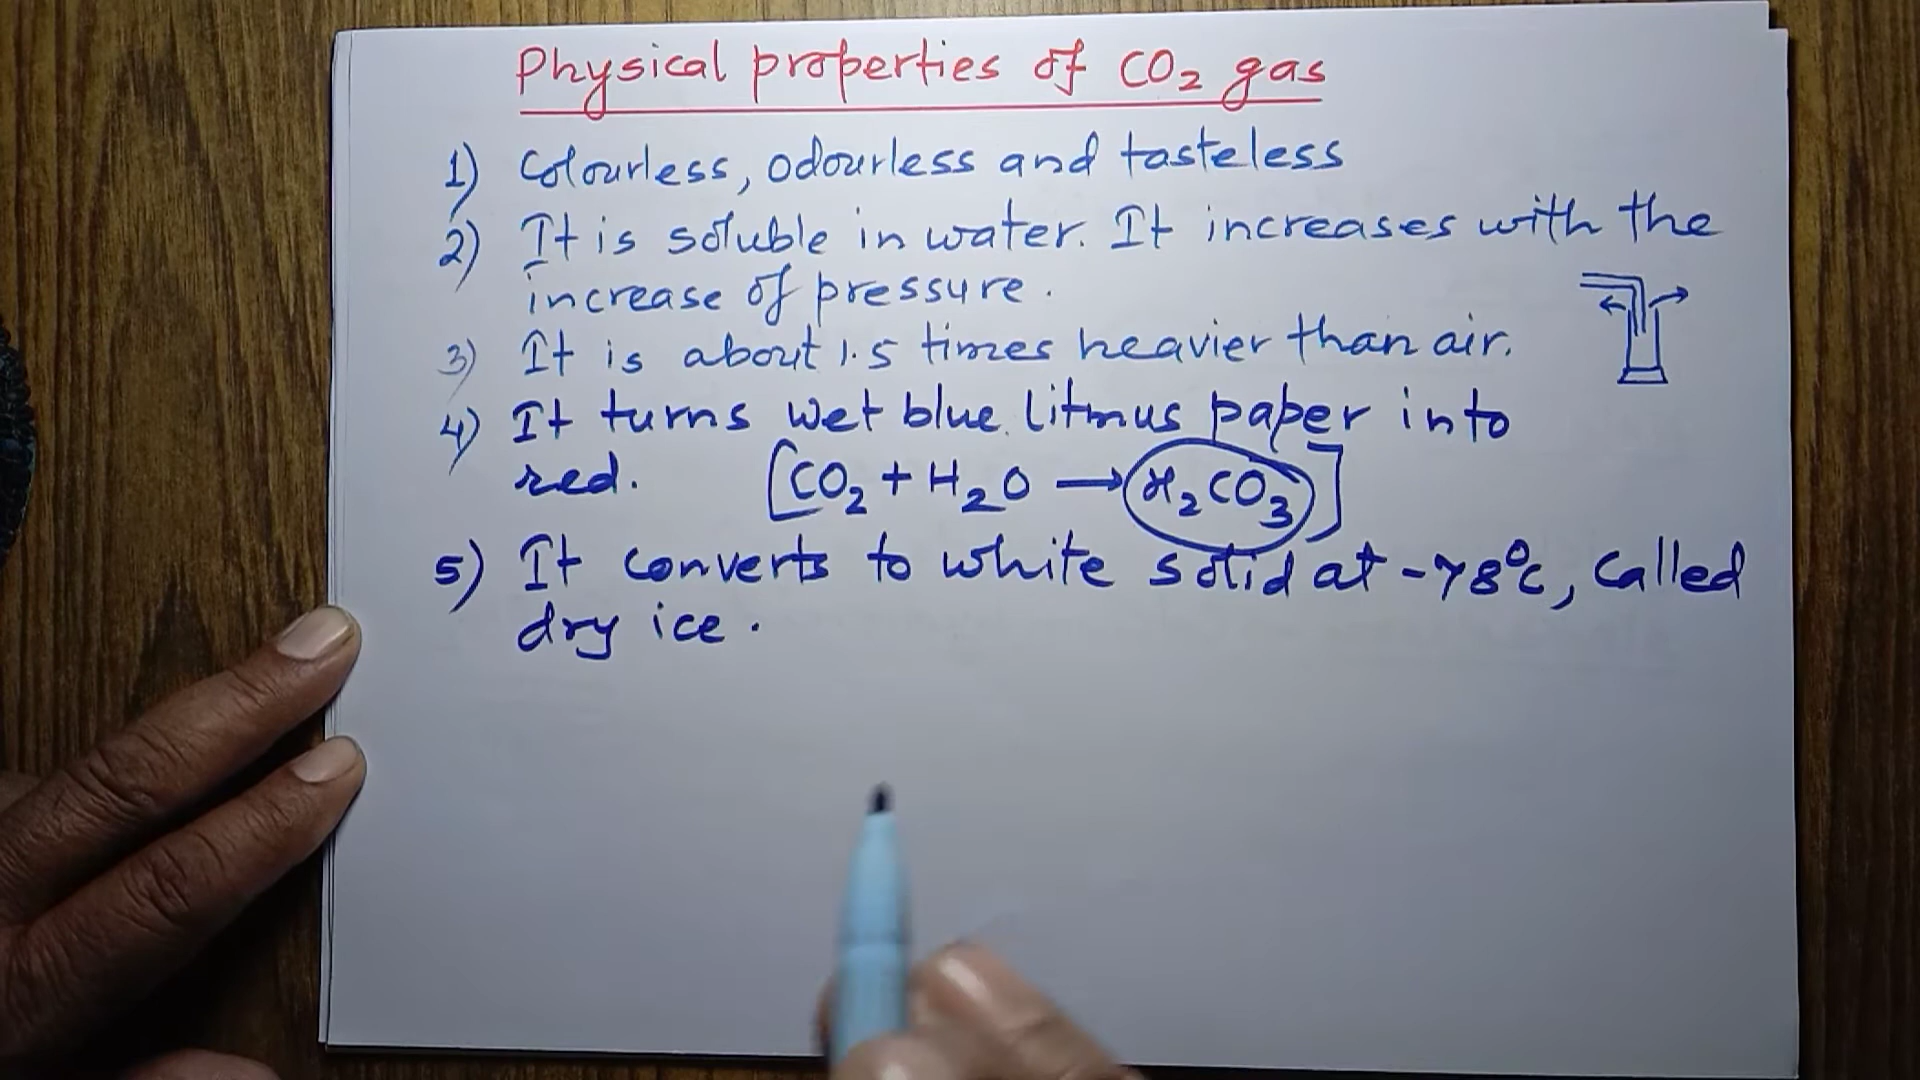 Physical properties of CO₂ gas
1) Colourless, odourless and tasteless
2) It is soluble in water. It increases with the
increase of pressure.
3) It is about 1.5 times heavier than air.
4) It turns wet blue litmus paper into
red. [CO₂ + H₂O → H₂CO₃]
5) It converts to white solid at -78°c, called
dry ice.